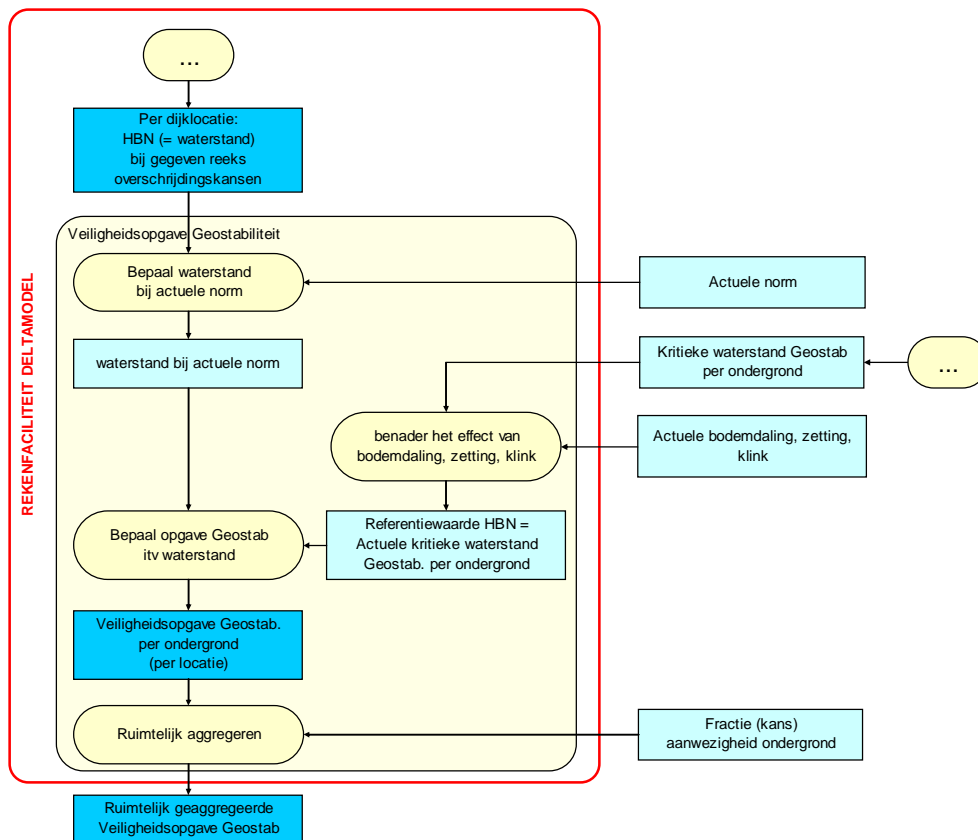 ...
Per dijklocatie:
HBN (= waterstand)
bij gegeven reeks
overschrijdingskansen
Veiligheidsopgave Geostabiliteit
Bepaal waterstand
bij actuele norm
Actuele norm
waterstand bij actuele norm
Kritieke waterstand Geostab
per ondergrond
...
benader het effect van
bodemdaling, zetting, klink
Actuele bodemdaling, zetting,
klink
REKENFACILITEIT DELTAMODEL
Bepaal opgave Geostab
itv waterstand
Referentiewaarde HBN =
Actuele kritieke waterstand
Geostab. per ondergrond
Veiligheidsopgave Geostab.
per ondergrond
(per locatie)
Ruimtelijk aggregeren
Fractie (kans)
aanwezigheid ondergrond
Ruimtelijk geaggregeerde
Veiligheidsopgave Geostab